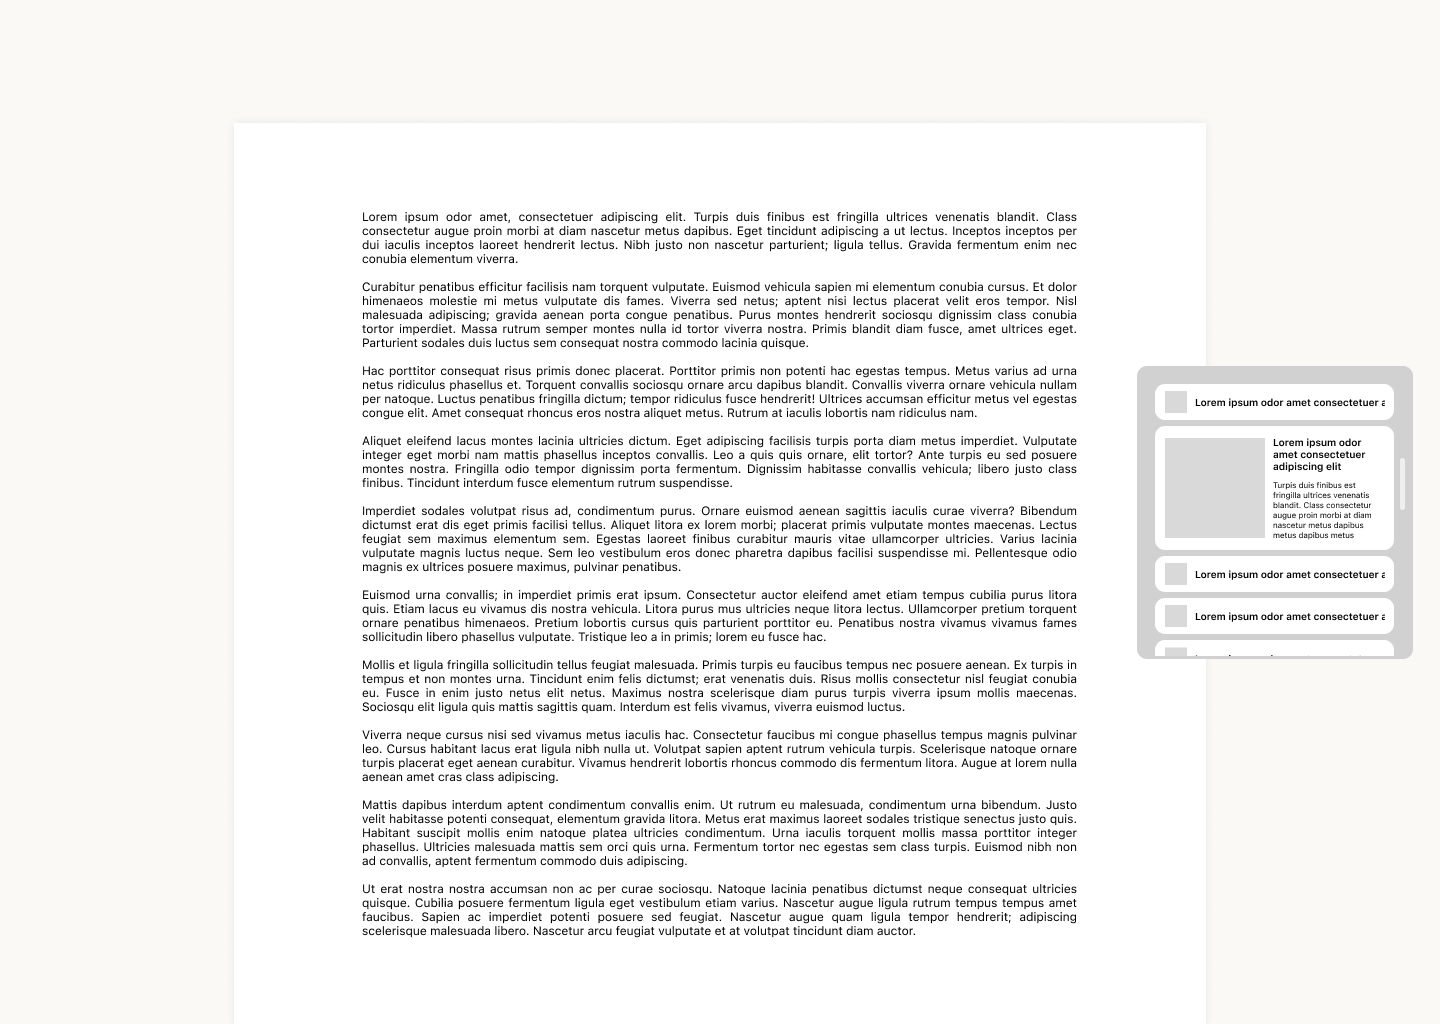 Lorem ipsum odor amet, consectetuer adipiscing elit. Turpis duis finibus est fringilla ultrices venenatis blandit. Class
consectetur augue proin morbi at diam nascetur metus dapibus. Eget tincidunt adipiscing a ut lectus. Inceptos inceptos per
dui iaculis inceptos laoreet hendrerit lectus. Nibh justo non nascetur parturient; ligula tellus. Gravida fermentum enim nec
conubia elementum viverra.
Curabitur penatibus efficitur facilisis nam torquent vulputate. Euismod vehicula sapien mi elementum conubia cursus. Et dolor
himenaeos molestie mi metus vulputate dis fames. Viverra sed netus; aptent nisi lectus placerat velit eros tempor. Nisl
malesuada adipiscing; gravida aenean porta congue penatibus. Purus montes hendrerit sociosqu dignissim class conubia
tortor imperdiet. Massa rutrum semper montes nulla id tortor viverra nostra. Primis blandit diam fusce, amet ultrices eget.
Parturient sodales duis luctus sem consequat nostra commodo lacinia quisque.
Hac porttitor consequat risus primis donec placerat. Porttitor primis non potenti hac egestas tempus. Metus varius ad urna
netus ridiculus phasellus et. Torquent convallis sociosqu ornare arcu dapibus blandit. Convallis viverra ornare vehicula nullam
per natoque. Luctus penatibus fringilla dictum; tempor ridiculus fusce hendrerit! Ultrices accumsan efficitur metus vel egestas
congue elit. Amet consequat rhoncus eros nostra aliquet metus. Rutrum at iaculis lobortis nam ridiculus nam.
Aliquet eleifend lacus montes lacinia ultricies dictum. Eget adipiscing facilisis turpis porta diam metus imperdiet. Vulputate
integer eget morbi nam mattis phasellus inceptos convallis. Leo a quis quis ornare, elit tortor? Ante turpis eu sed posuere
montes nostra. Fringilla odio tempor dignissim porta fermentum. Dignissim habitasse convallis vehicula; libero justo class
finibus. Tincidunt interdum fusce elementum rutrum suspendisse.
Imperdiet sodales volutpat risus ad, condimentum purus. Ornare euismod aenean sagittis iaculis curae viverra? Bibendum
dictumst erat dis eget primis facilisi tellus. Aliquet litora ex lorem morbi; placerat primis vulputate montes maecenas. Lectus
feugiat sem maximus elementum sem. Egestas laoreet finibus curabitur mauris vitae ullamcorper ultricies. Varius lacinia
vulputate magnis luctus neque. Sem leo vestibulum eros donec pharetra dapibus facilisi suspendisse mi. Pellentesque odio
magnis ex ultrices posuere maximus, pulvinar penatibus.
Euismod urna convallis; in imperdiet primis erat ipsum. Consectetur auctor eleifend amet etiam tempus cubilia purus litora
quis. Etiam lacus eu vivamus dis nostra vehicula. Litora purus mus ultricies neque litora lectus. Ullamcorper pretium torquent
ornare penatibus himenaeos. Pretium lobortis cursus quis parturient porttitor eu. Penatibus nostra vivamus vivamus fames
sollicitudin libero phasellus vulputate. Tristique leo a in primis; lorem eu fusce hac.
Mollis et ligula fringilla sollicitudin tellus feugiat malesuada. Primis turpis eu faucibus tempus nec posuere aenean. Ex turpis in
tempus et non montes urna. Tincidunt enim felis dictumst; erat venenatis duis. Risus mollis consectetur nisl feugiat conubia
eu. Fusce in enim justo netus elit netus. Maximus nostra scelerisque diam purus turpis viverra ipsum mollis maecenas.
Sociosqu elit ligula quis mattis sagittis quam. Interdum est felis vivamus, viverra euismod luctus.
Viverra neque cursus nisi sed vivamus metus iaculis hac. Consectetur faucibus mi congue phasellus tempus magnis pulvinar
leo. Cursus habitant lacus erat ligula nibh nulla ut. Volutpat sapien aptent rutrum vehicula turpis. Scelerisque natoque ornare
turpis placerat eget aenean curabitur. Vivamus hendrerit lobortis rhoncus commodo dis fermentum litora. Augue at lorem nulla
aenean amet cras class adipiscing.
Mattis dapibus interdum aptent condimentum convallis enim. Ut rutrum eu malesuada, condimentum urna bibendum. Justo
velit habitasse potenti consequat, elementum gravida litora. Metus erat maximus laoreet sodales tristique senectus justo quis.
Habitant suscipit mollis enim natoque platea ultricies condimentum. Urna iaculis torquent mollis massa porttitor integer
phasellus. Ultricies malesuada mattis sem orci quis urna. Fermentum tortor nec egestas sem class turpis. Euismod nibh non
ad convallis, aptent fermentum commodo duis adipiscing.
Ut erat nostra nostra accumsan non ac per curae sociosqu. Natoque lacinia penatibus dictumst neque consequat ultricies
quisque. Cubilia posuere fermentum ligula eget vestibulum etiam varius. Nascetur augue ligula rutrum tempus tempus amet
faucibus. Sapien ac imperdiet potenti posuere sed feugiat. Nascetur augue quam ligula tempor hendrerit; adipiscing
scelerisque malesuada libero. Nascetur arcu feugiat vulputate et at volutpat tincidunt diam auctor.
Lorem ipsum odor amet consectetuer
Lorem ipsum odor
amet consectetuer
adipiscing elit
Turpis duis finibus est
fringilla ultrices venenatis
blandit. Class consectetur
augue proin morbi at diam
nascetur metus dapibus
metus dapibus metus
Lorem ipsum odor amet consectetuer
Lorem ipsum odor amet consectetuer